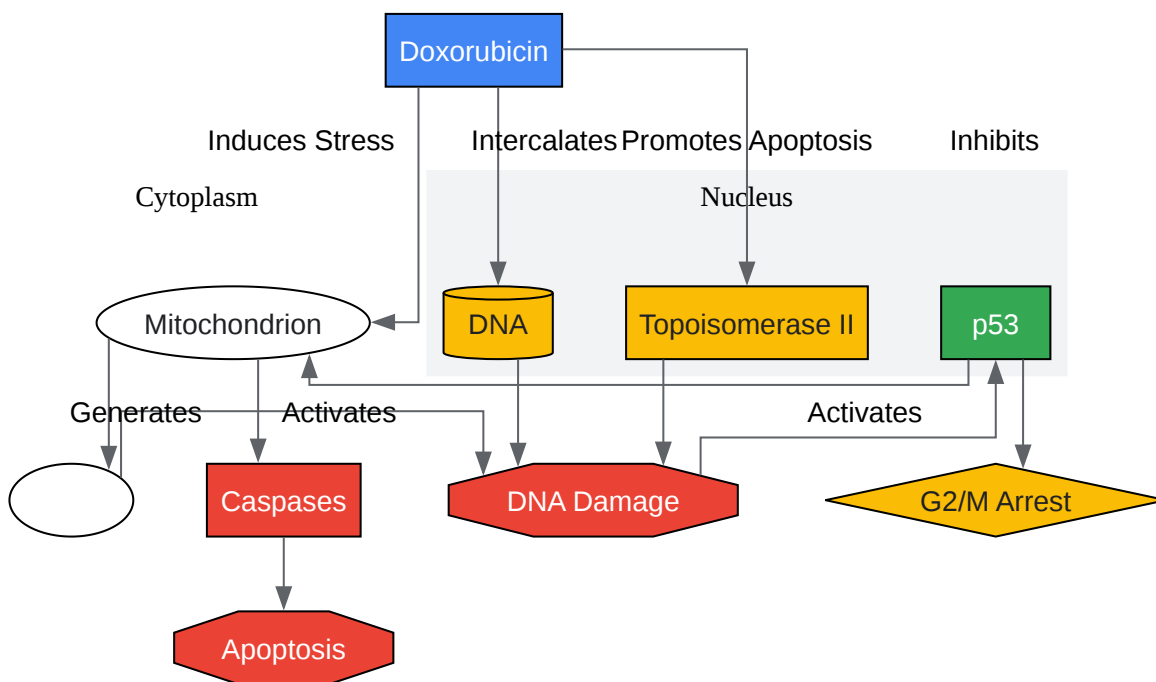 Doxorubicin
Induces Stress
Intercalates
Promotes Apoptosis
Inhibits
Cytoplasm
Nucleus
Mitochondrion
DNA
Topoisomerase II
p53
Generates
Activates
Activates
Caspases
DNA Damage
G2/M Arrest
Apoptosis